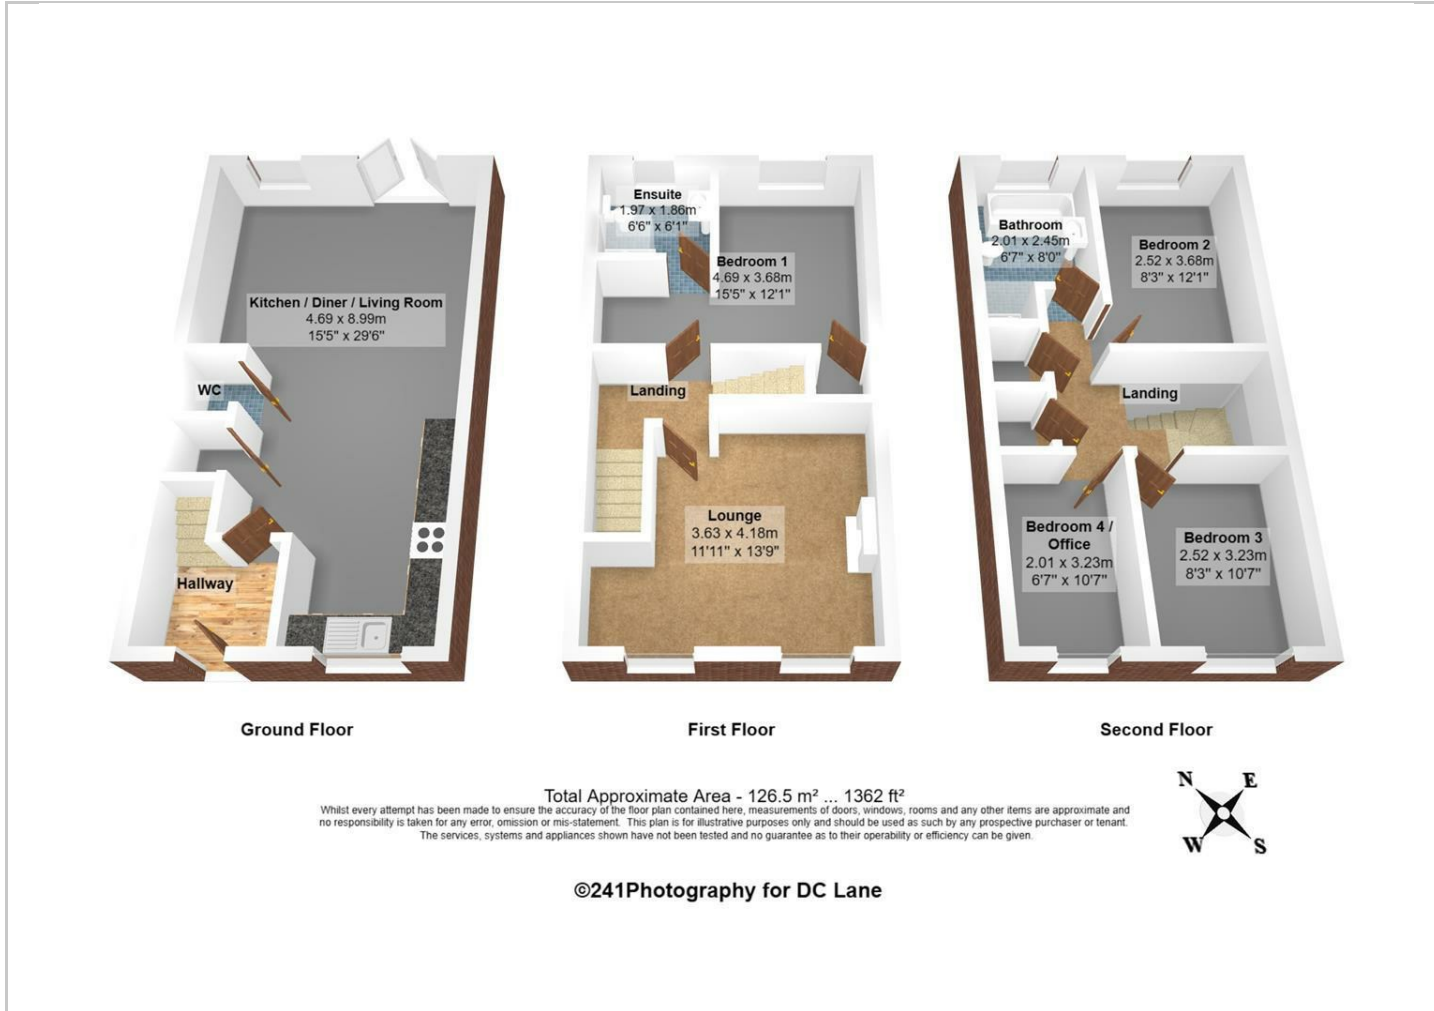 Kitchen / Diner / Living Room
4.69 x 8.99m
15'5" x 29'6"
WC
Hallway
Ground Floor
Ensuite
1.97 x 1.86m
6'6" x 6'1"
Bedroom 1
4.69 x 3.68m
15'5" x 12'1"
Landing
Lounge
3.63 x 4.18m
11'11" x 13'9"
First Floor
Bathroom
2.01 x 2.45m
6'7" x 8'0"
Bedroom 2
2.52 x 3.68m
8'3" x 12'1"
Landing
Bedroom 4 /
Office
2.01 x 3.23m
6'7" x 10'7"
Bedroom 3
2.52 x 3.23m
8'3" x 10'7"
Second Floor
Total Approximate Area - 126.5 m² ... 1362 ft²
Whilst every attempt has been made to ensure the accuracy of the floor plan contained here, measurements of doors, windows, rooms and any other items are approximate and
no responsibility is taken for any error, omission or mis-statement. This plan is for illustrative purposes only and should be used as such by any prospective purchaser or tenant.
The services, systems and appliances shown have not been tested and no guarantee as to their operability or efficiency can be given.
N E
W S
©241Photography for DC Lane